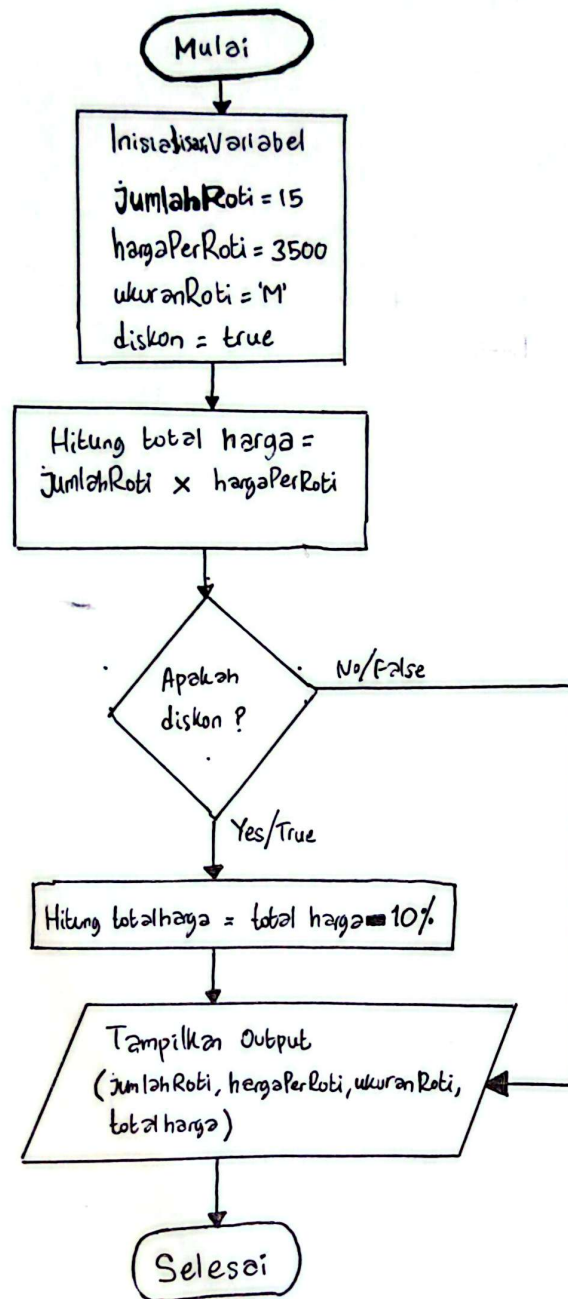 Mulai
Inisialisasi Variabel
jumlahRoti = 15
hargaPerRoti = 3500
ukuranRoti = 'M'
diskon = true
Hitung total harga =
jumlahRoti × hargaPerRoti
Apakah
diskon ?
No/False
Yes/True
Hitung totalharga = total harga - 10%
Tampilkan Output
(jumlahRoti, hargaPerRoti, ukuranRoti,
totalharga)
Selesai